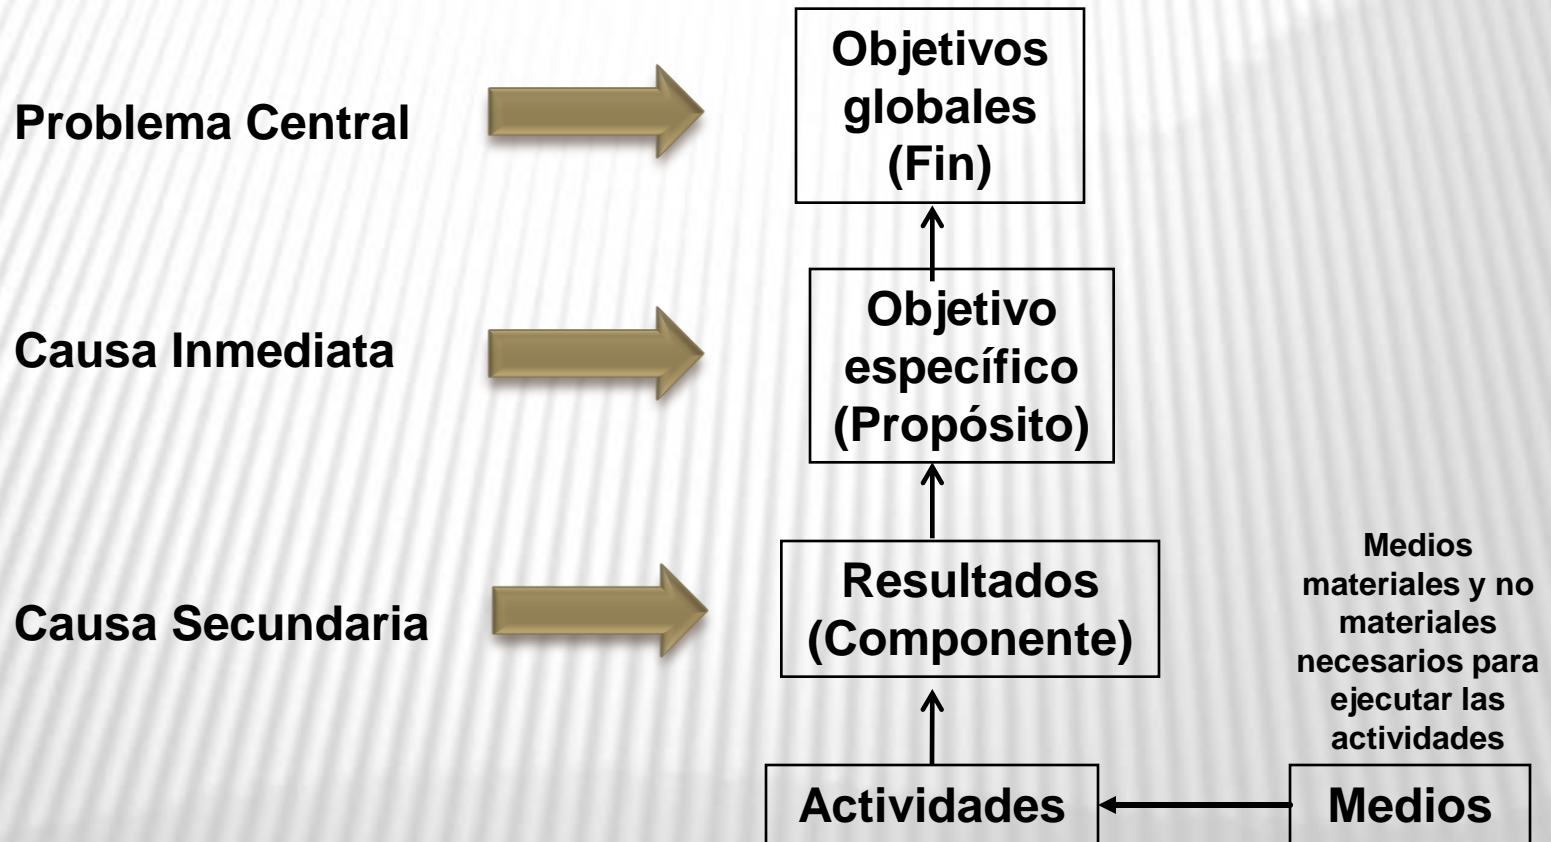 Problema Central
Objetivos
globales
(Fin)
Causa Inmediata
Objetivo
específico
(Propósito)
Causa Secundaria
Resultados
(Componente)
Medios
materiales y no
materiales
necesarios para
ejecutar las
actividades
Actividades
Medios